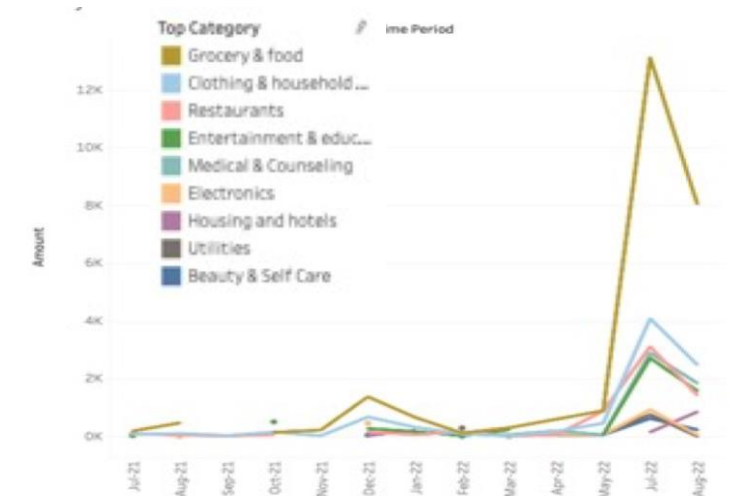 Top Category
ime Period
Grocery & food
Clothing & household ...
Restaurants
Entertainment & educ...
Medical & Counseling
Electronics
Housing and hotels
Utilities
Beauty & Self Care
Amount
12K
10K
8K
6K
4K
2K
0K
Jul-21
Aug-21
Sep-21
Oct-21
Nov-21
Dec-21
Jan-22
Feb-22
Mar-22
Apr-22
May-22
Jul-22
Aug-22